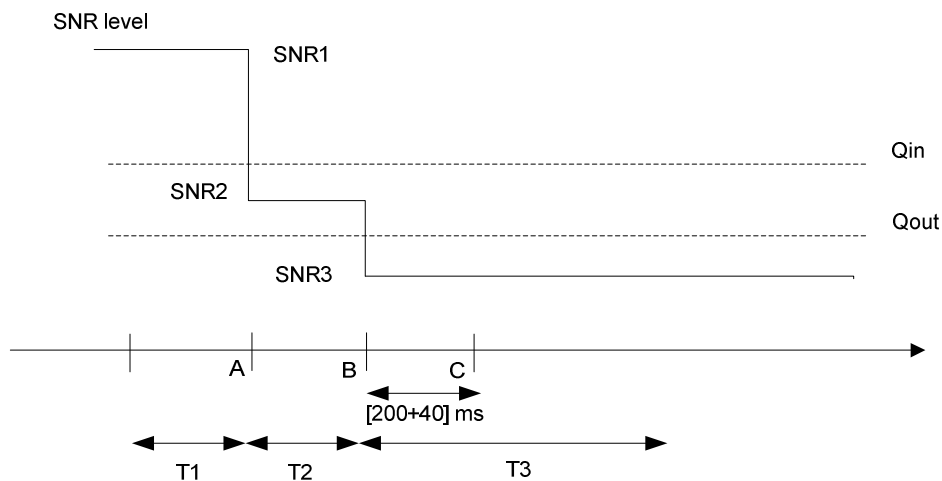 SNR level
SNR1
Qin
SNR2
Qout
SNR3
A
B
C
[200+40] ms
T1
T2
T3